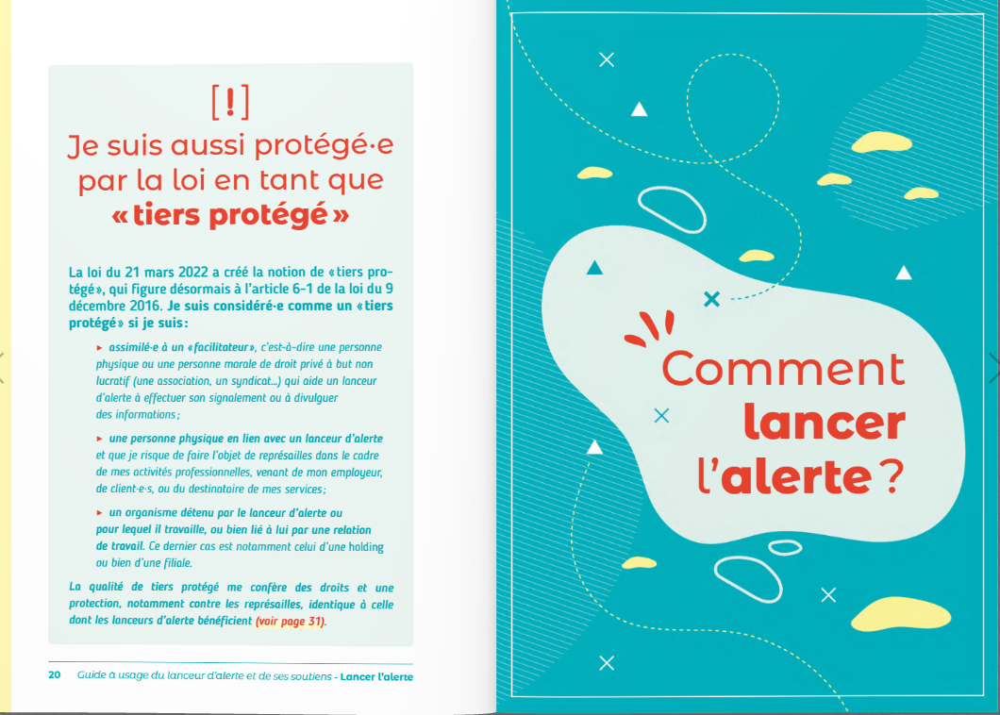 [!]
Je suis aussi protégé·e
par la loi en tant que
« tiers protégé »
La loi du 21 mars 2022 a créé la notion de « tiers pro-
tégé », qui figure désormais à l'article 6-1 de la loi du 9
décembre 2016. Je suis considéré·e comme un « tiers
protégé » si je suis :
► assimilé·e à un « facilitateur », c'est-à-dire une personne
physique ou une personne morale de droit privé à but non
lucratif (une association, un syndicat…) qui aide un lanceur
d'alerte à effectuer son signalement ou à divulguer
des informations ;
► une personne physique en lien avec un lanceur d'alerte
et que je risque de faire l'objet de représailles dans le cadre
de mes activités professionnelles, venant de mon employeur,
de client·e·s, ou du destinataire de mes services ;
► un organisme détenu par le lanceur d'alerte ou
pour lequel il travaille, ou bien lié à lui par une relation
de travail. Ce dernier cas est notamment celui d'une holding
ou bien d'une filiale.
La qualité de tiers protégé me confère des droits et une
protection, notamment contre les représailles, identique à celle
dont les lanceurs d'alerte bénéficient (voir page 31).
20 Guide à usage du lanceur d'alerte et de ses soutiens - Lancer l'alerte
Comment
lancer
l'alerte ?